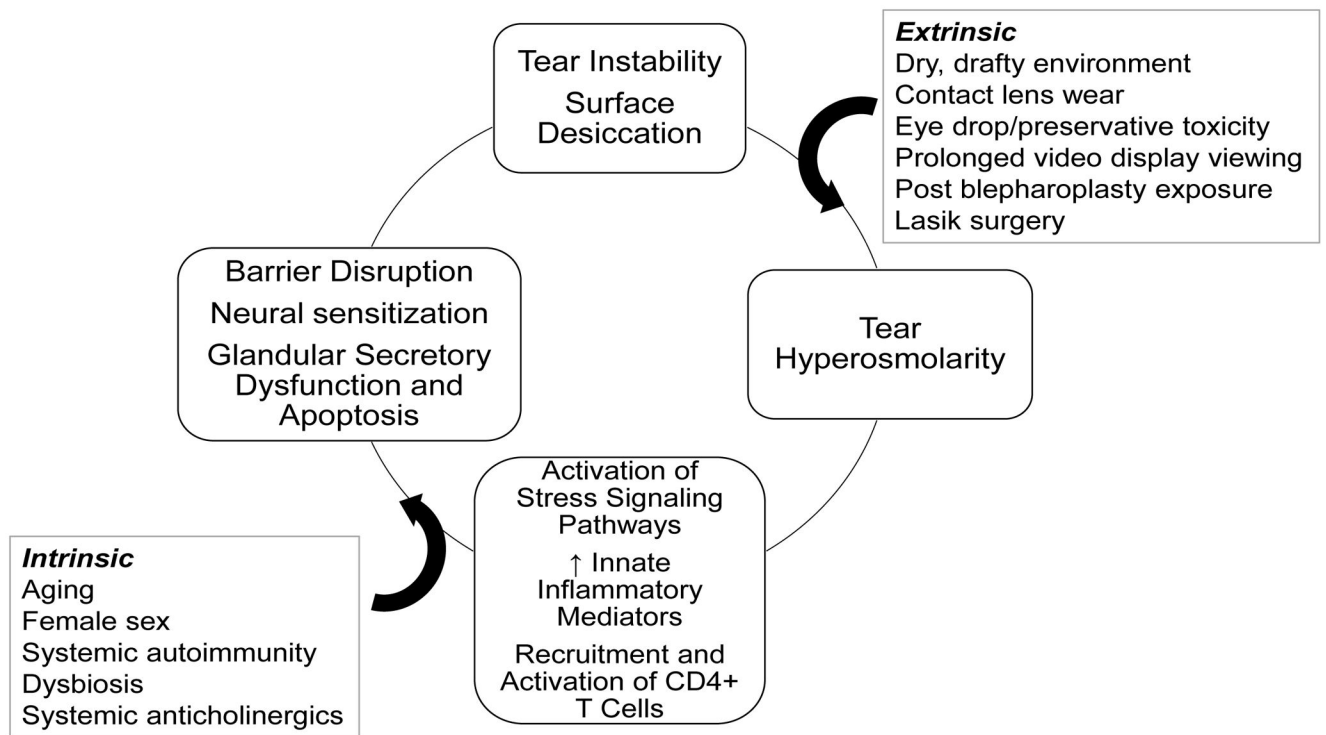 Tear Instability
Surface
Desiccation
Extrinsic
Dry, drafty environment
Contact lens wear
Eye drop/preservative toxicity
Prolonged video display viewing
Post blepharoplasty exposure
Lasik surgery
Barrier Disruption
Neural sensitization
Glandular Secretory
Dysfunction and
Apoptosis
Tear
Hyperosmolarity
Activation of
Stress Signaling
Pathways
↑ Innate
Inflammatory
Mediators
Recruitment and
Activation of CD4+
T Cells
Intrinsic
Aging
Female sex
Systemic autoimmunity
Dysbiosis
Systemic anticholinergics